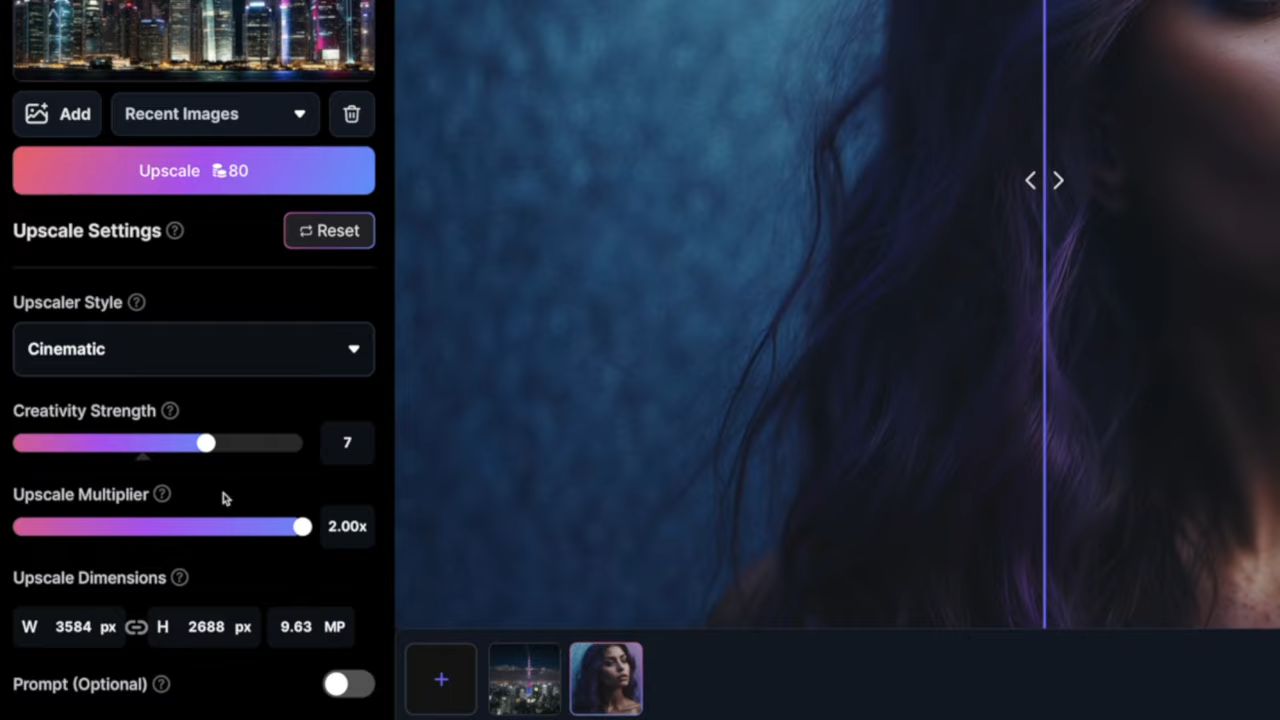 Add
Recent Images
Upscale 80
Upscale Settings ?
Reset
Upscaler Style ?
Cinematic
Creativity Strength ?
7
Upscale Multiplier ?
2.00x
Upscale Dimensions ?
W 3584 px H 2688 px 9.63 MP
Prompt (Optional) ?
+